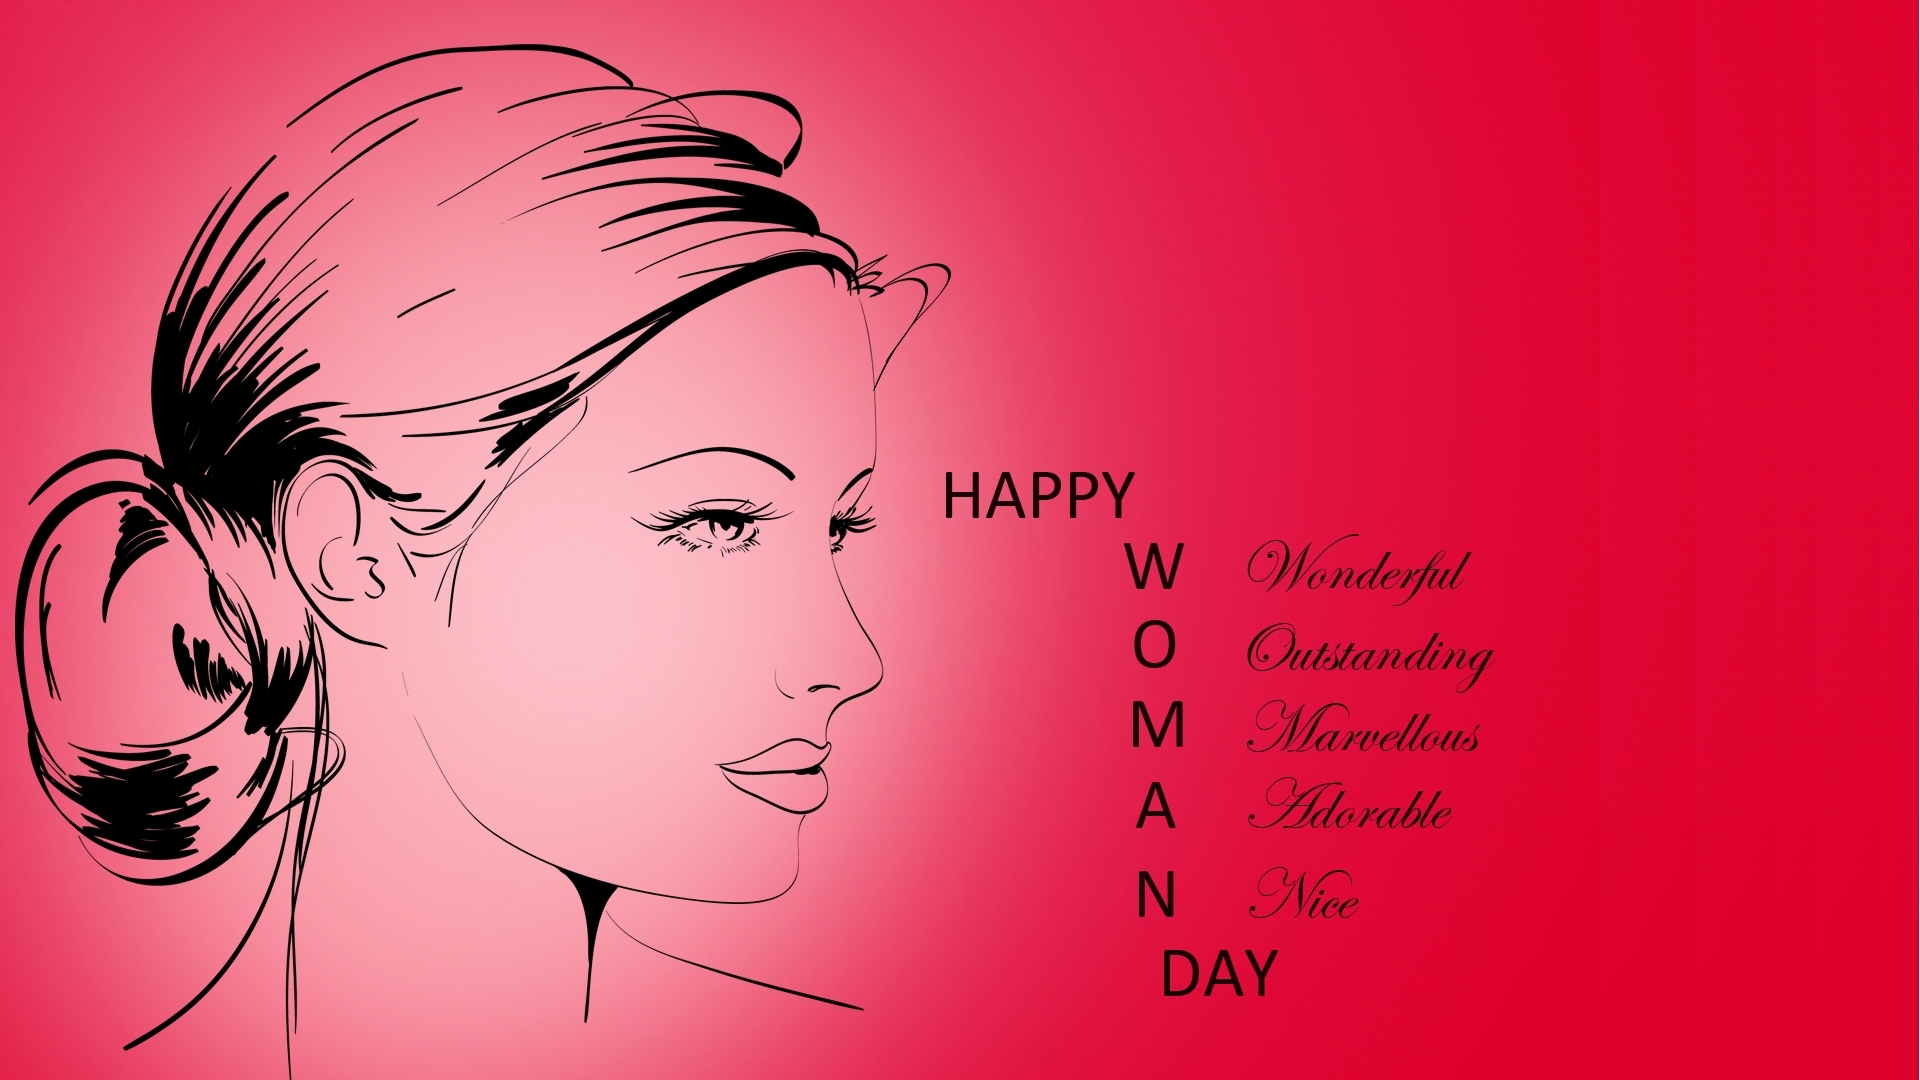 HAPPY
W Wonderful
O Outstanding
M Marvellous
A Adorable
N Nice
DAY